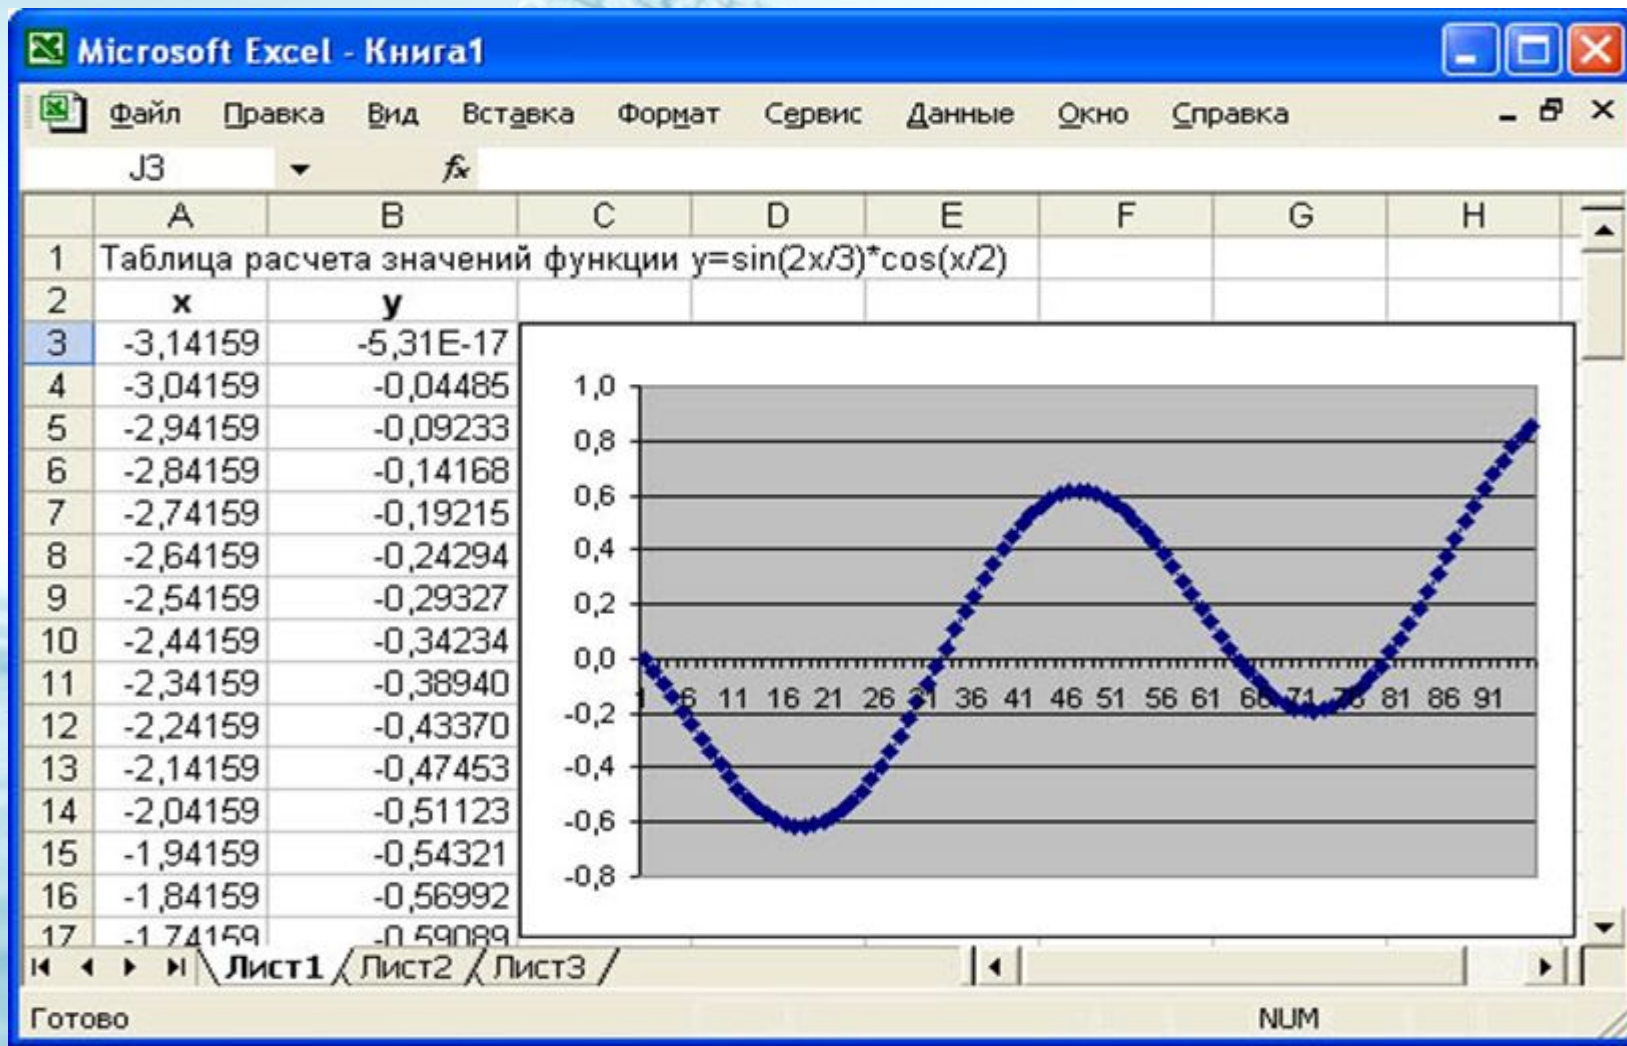 Microsoft Excel - Книга1
Файл Правка Вид Вставка Формат Сервис Данные Окно Справка
J3 fx
A B C D E F G H
1 Таблица расчета значений функции y=sin(2x/3)*cos(x/2)
2 x y
3 -3,14159 -5,31E-17
4 -3,04159 -0,04485
5 -2,94159 -0,09233
6 -2,84159 -0,14168
7 -2,74159 -0,19215
8 -2,64159 -0,24294
9 -2,54159 -0,29327
10 -2,44159 -0,34234
11 -2,34159 -0,38940
12 -2,24159 -0,43370
13 -2,14159 -0,47453
14 -2,04159 -0,51123
15 -1,94159 -0,54321
16 -1,84159 -0,56992
17 -1,74159 -0,59089
1,0
0,8
0,6
0,4
0,2
0,0
1 6 11 16 21 26 31 36 41 46 51 56 61 66 71 76 81 86 91
-0,2
-0,4
-0,6
-0,8
Лист1 Лист2 Лист3
Готово NUM